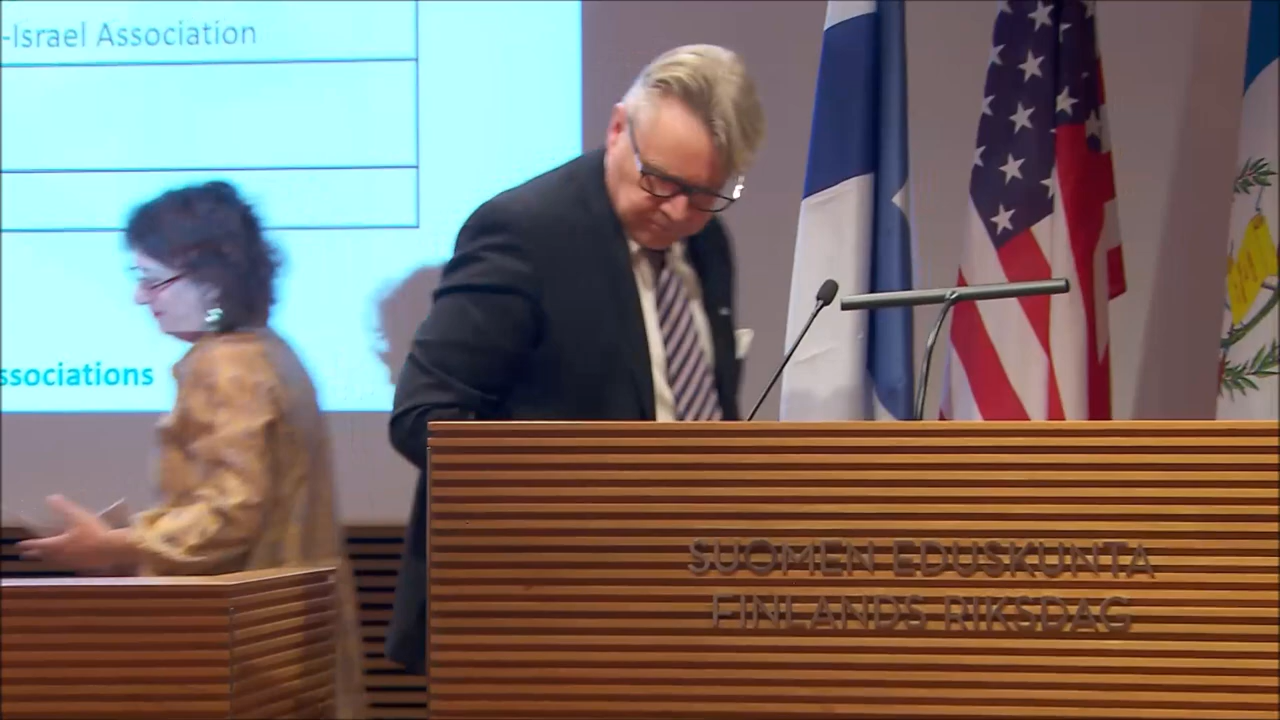 -Israel Association
ssociations
SUOMEN EDUSKUNTA
FINLANDS RIKSDAG